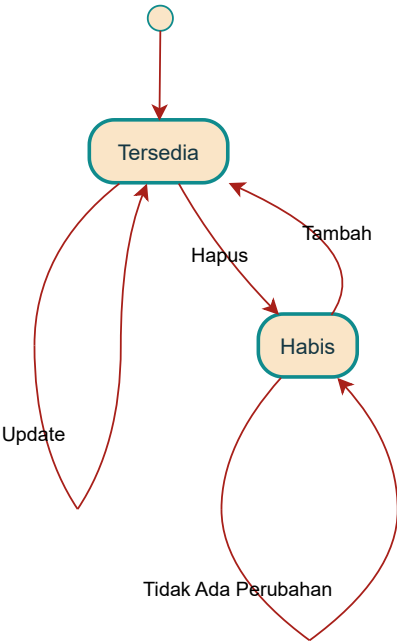 Tersedia
Tambah
Hapus
Habis
Update
Tidak Ada Perubahan